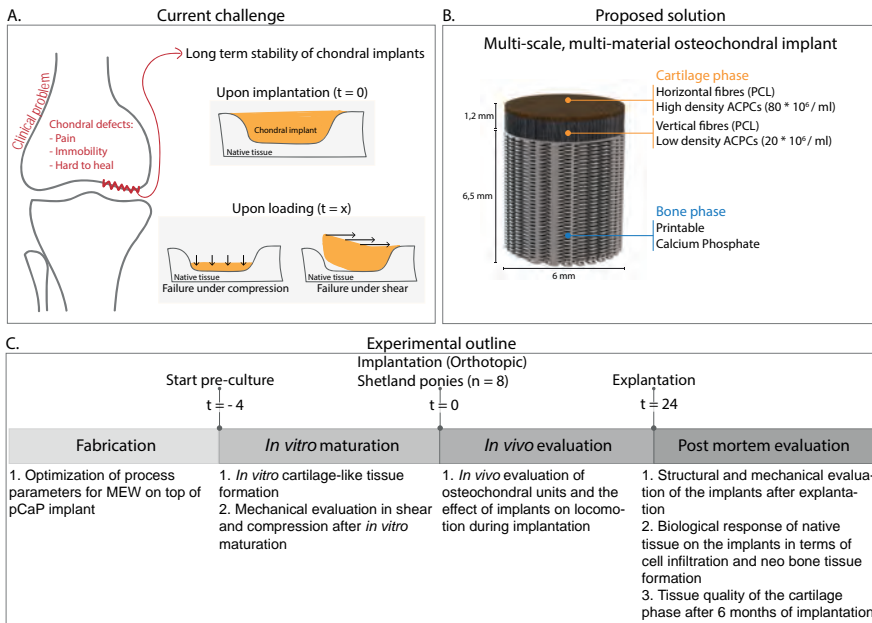 A.
Current challenge
Clinical problem
Chondral defects:
- Pain
- Immobility
- Hard to heal
Long term stability of chondral implants
Upon implantation (t = 0)
Chondral implant
Native tissue
Upon loading (t = x)
Native tissue
Failure under compression
Native tissue
Failure under shear
B.
Proposed solution
Multi-scale, multi-material osteochondral implant
1,2 mm
6,5 mm
6 mm
Cartilage phase
Horizontal fibres (PCL)
High density ACPCs (80 * 10⁶ / ml)
Vertical fibres (PCL)
Low density ACPCs (20 * 10⁶ / ml)
Bone phase
Printable
Calcium Phosphate
C.
Experimental outline
Start pre-culture
t = - 4
Implantation (Orthotopic)
Shetland ponies (n = 8)
t = 0
Explantation
t = 24
Fabrication
In vitro maturation
In vivo evaluation
Post mortem evaluation
1. Optimization of process
parameters for MEW on top of
pCaP implant
1. In vitro cartilage-like tissue
formation
2. Mechanical evaluation in shear
and compression after in vitro
maturation
1. In vivo evaluation of
osteochondral units and the
effect of implants on locomo-
tion during implantation
1. Structural and mechanical evalua-
tion of the implants after explanta-
tion
2. Biological response of native
tissue on the implants in terms of
cell infiltration and neo bone tissue
formation
3. Tissue quality of the cartilage
phase after 6 months of implantation